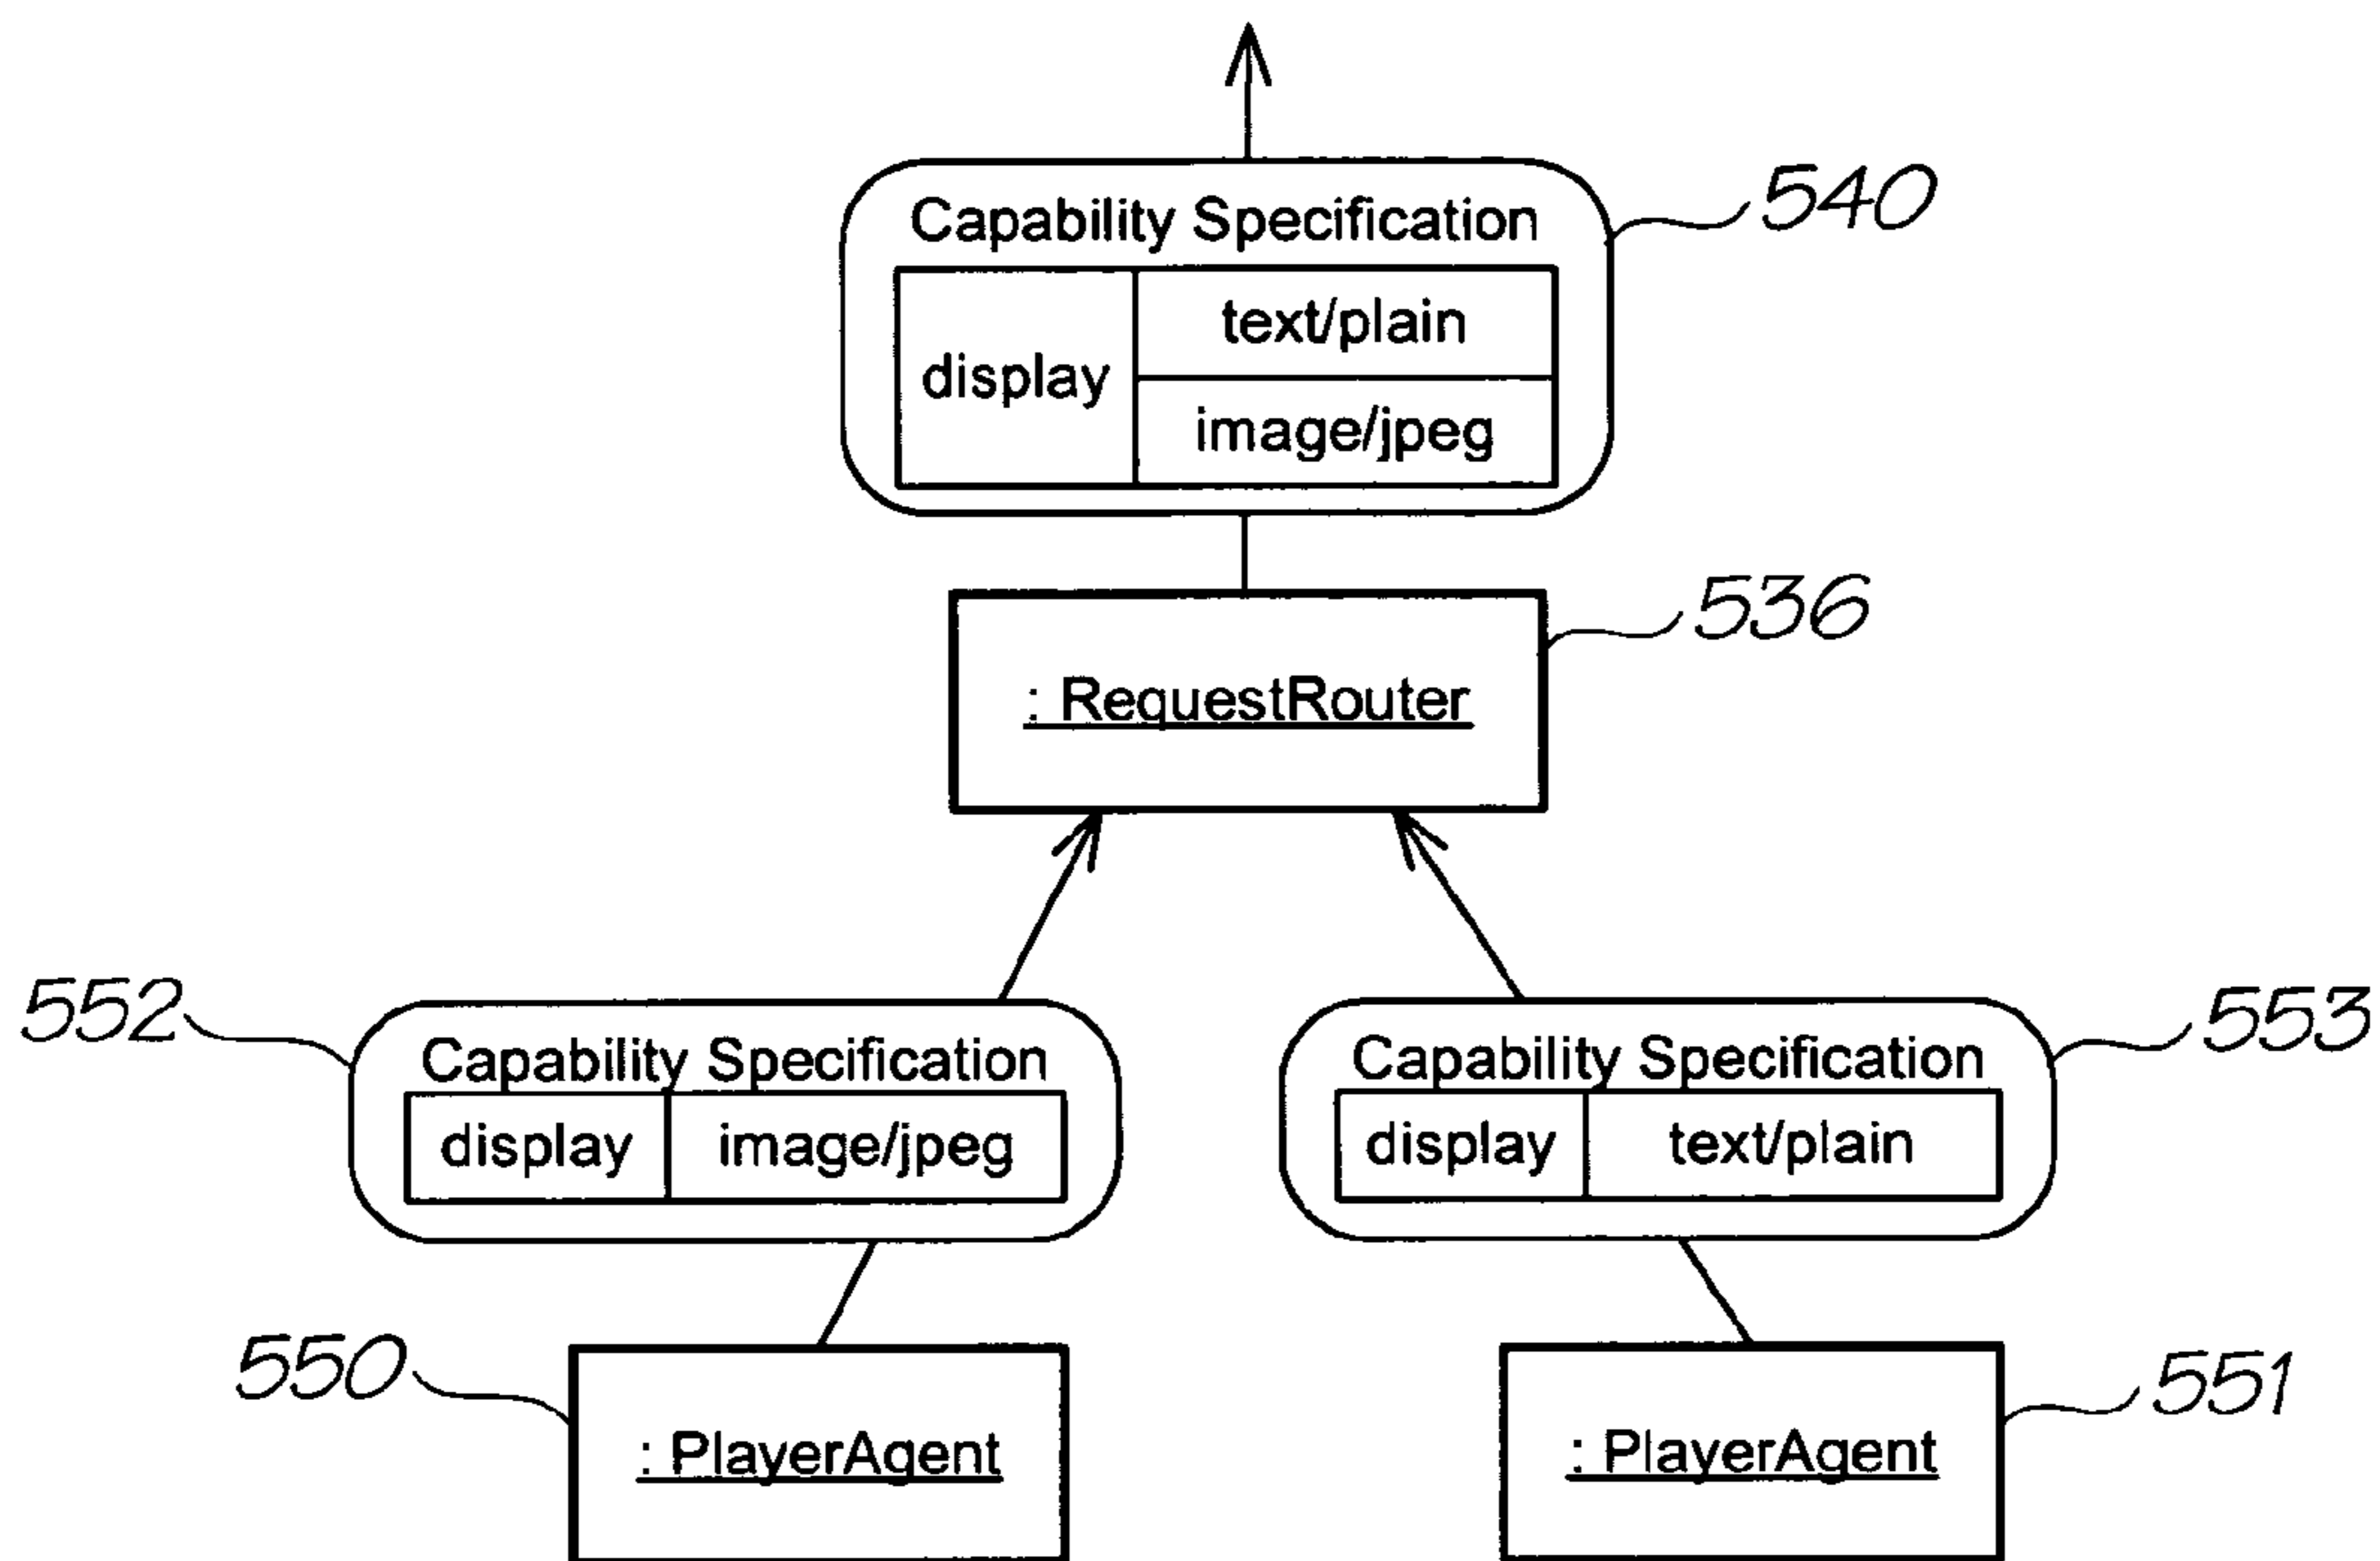 Capability Specification
540
display
text/plain
image/jpeg
536
: RequestRouter
552
Capability Specification
display image/jpeg
553
Capability Specification
display text/plain
550
: PlayerAgent
551
: PlayerAgent